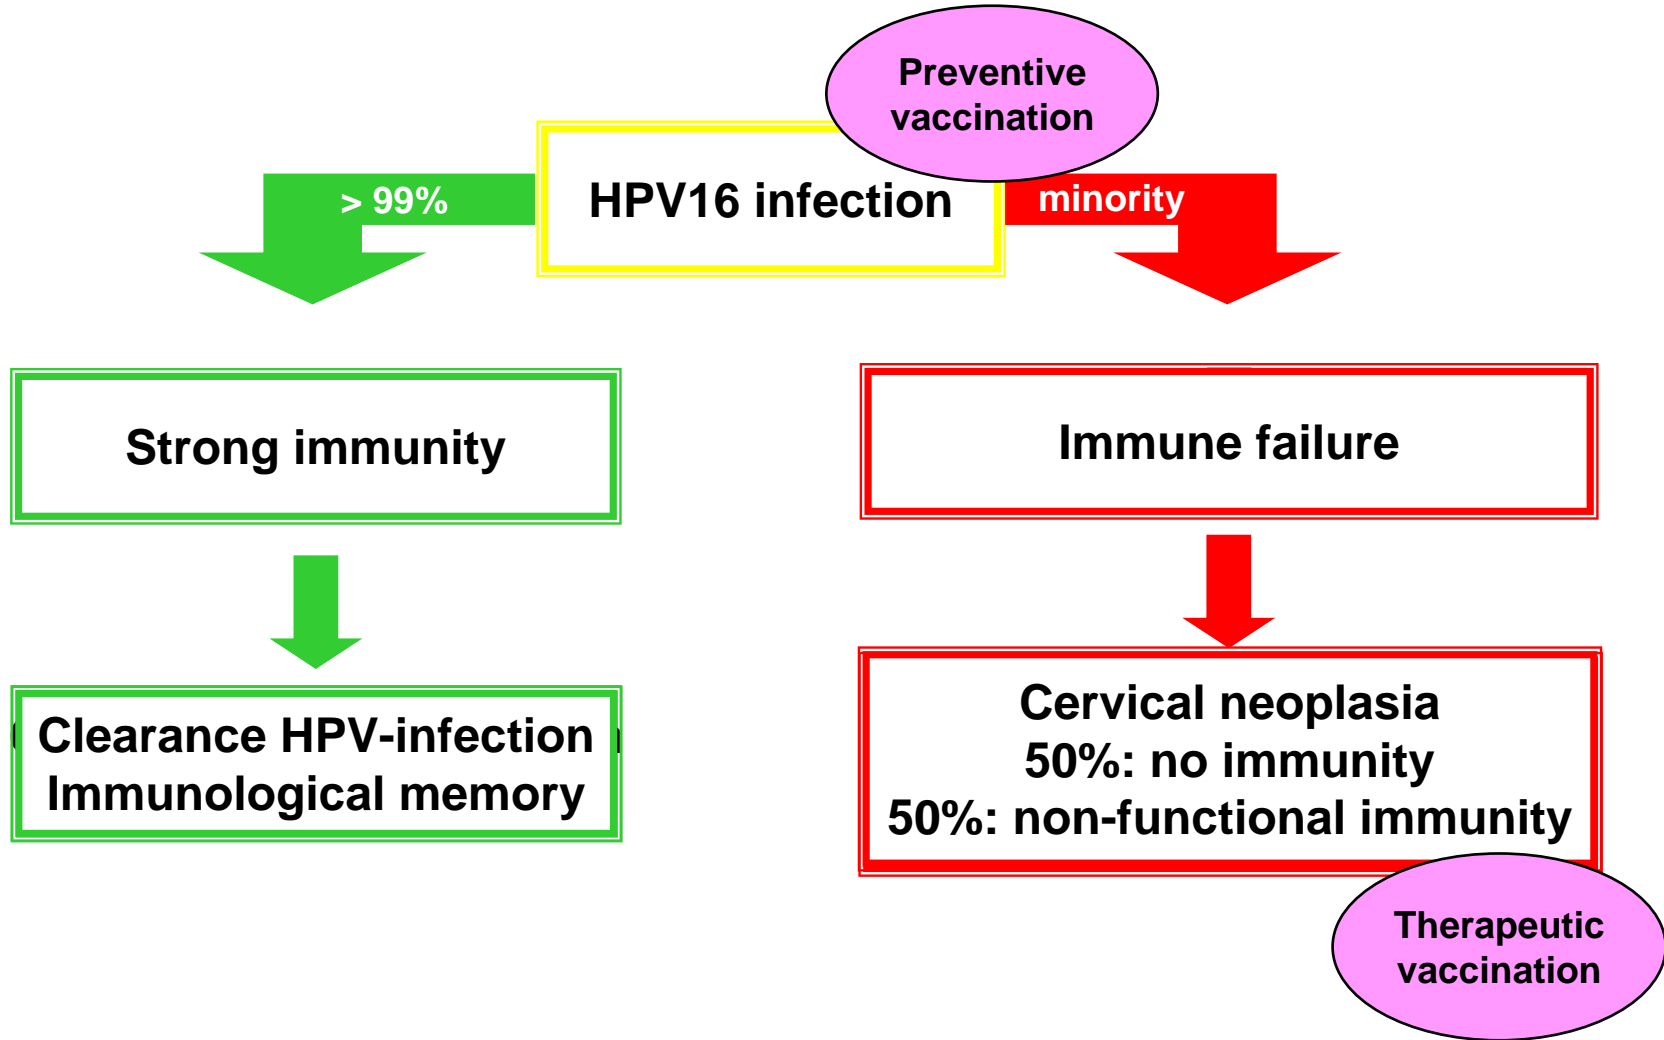 Preventive
vaccination
> 99%
HPV16 infection
minority
Strong immunity
Immune failure
Clearance HPV-infection
Immunological memory
Cervical neoplasia
50%: no immunity
50%: non-functional immunity
Therapeutic
vaccination